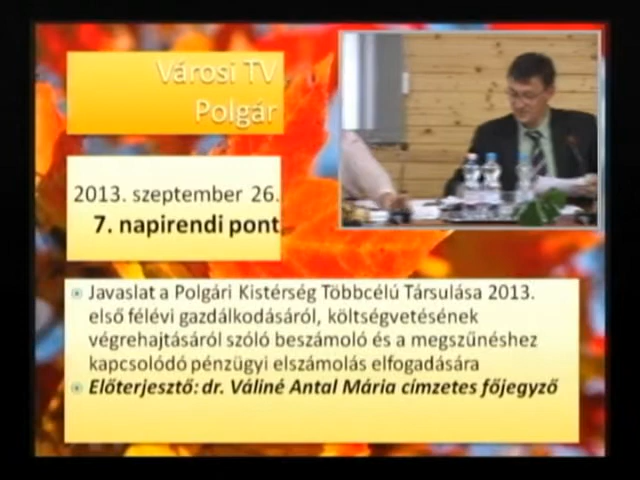 Városi TV
Polgár
2013. szeptember 26.
7. napirendi pont
Javaslat a Polgári Kistérség Többcélú Társulása 2013.
első félévi gazdálkodásáról, költségvetésének
végrehajtásáról szóló beszámoló és a megszűnéshez
kapcsolódó pénzügyi elszámolás elfogadására
Előterjesztő: dr. Váliné Antal Mária címzetes főjegyző